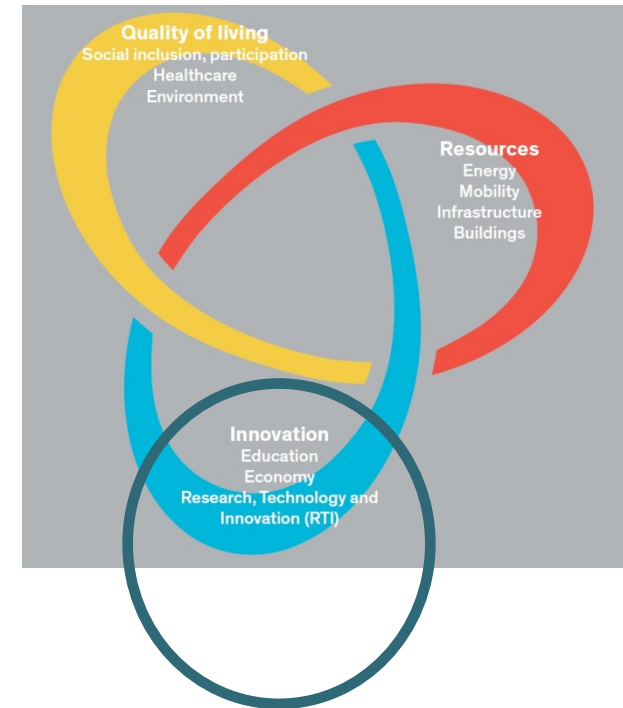 Quality of living
Social inclusion, participation
Healthcare
Environment
Resources
Energy
Mobility
Infrastructure
Buildings
Innovation
Education
Economy
Research, Technology and
Innovation (RTI)